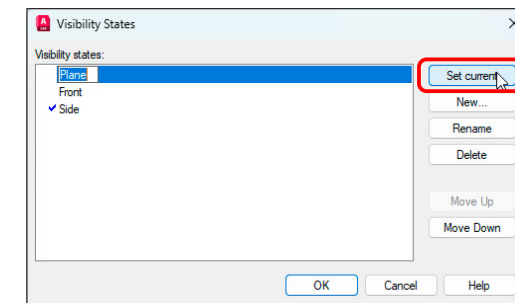 Visibility States
Visibility states:
Plane
Front
Side
Set current
New...
Rename
Delete
Move Up
Move Down
OK
Cancel
Help